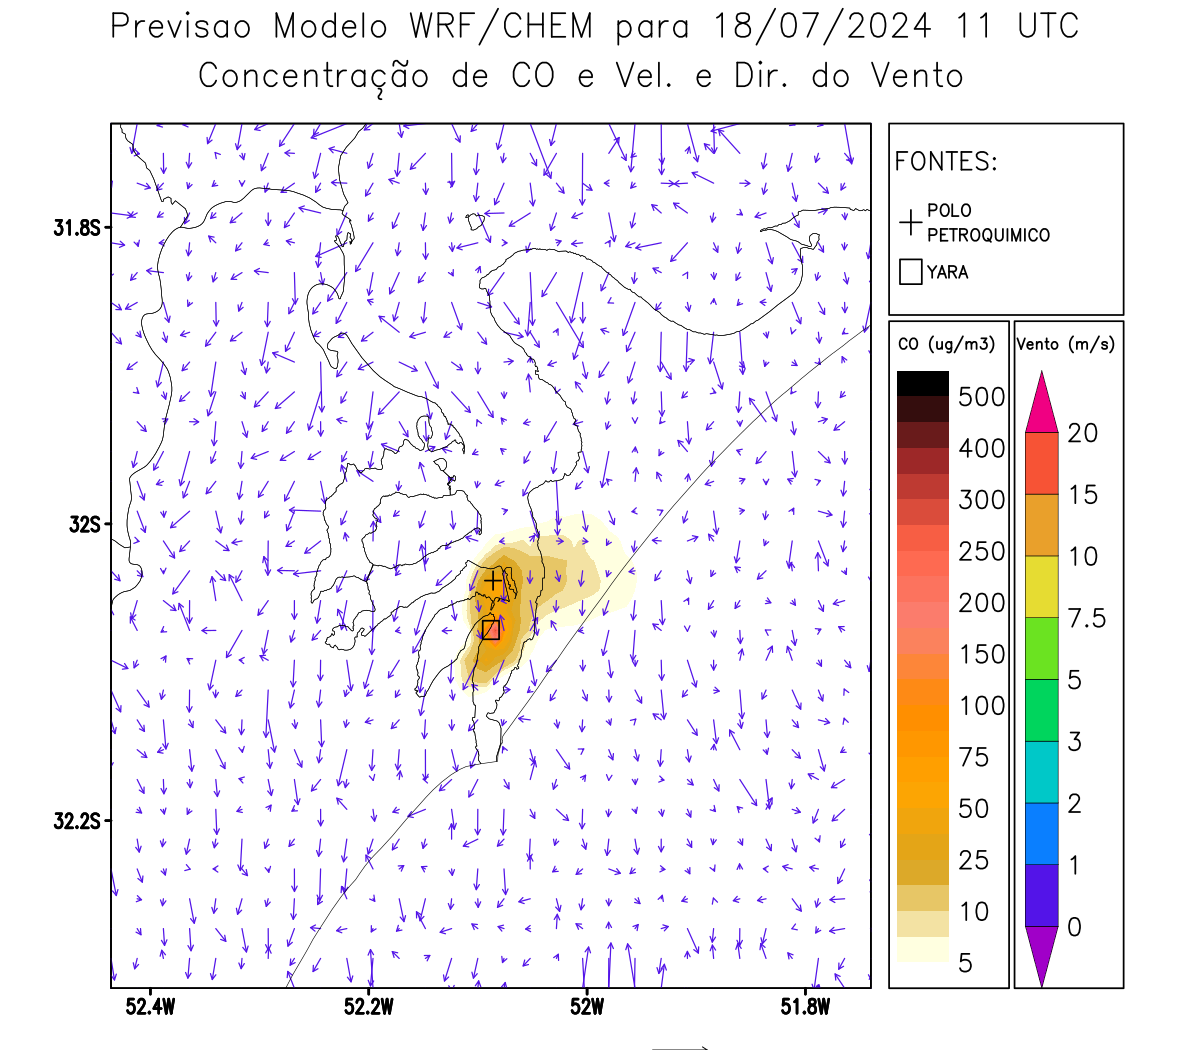 Previsao Modelo WRF/CHEM para 18/07/2024 11 UTC
Concentração de CO e Vel. e Dir. do Vento
FONTES:
POLO
PETROQUIMICO
YARA
CO (ug/m3)
500
400
300
250
200
150
100
75
50
25
10
5
Vento (m/s)
20
15
10
7.5
5
3
2
1
0
31.8S
32S
32.2S
52.4W
52.2W
52W
51.8W